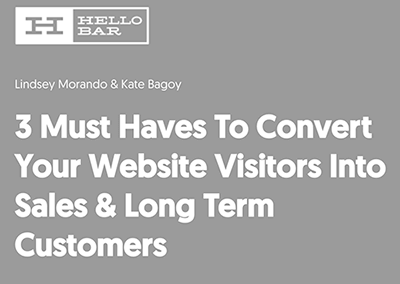 H HELLO
BAR
Lindsey Morando & Kate Bagoy
3 Must Haves To Convert
Your Website Visitors Into
Sales & Long Term
Customers